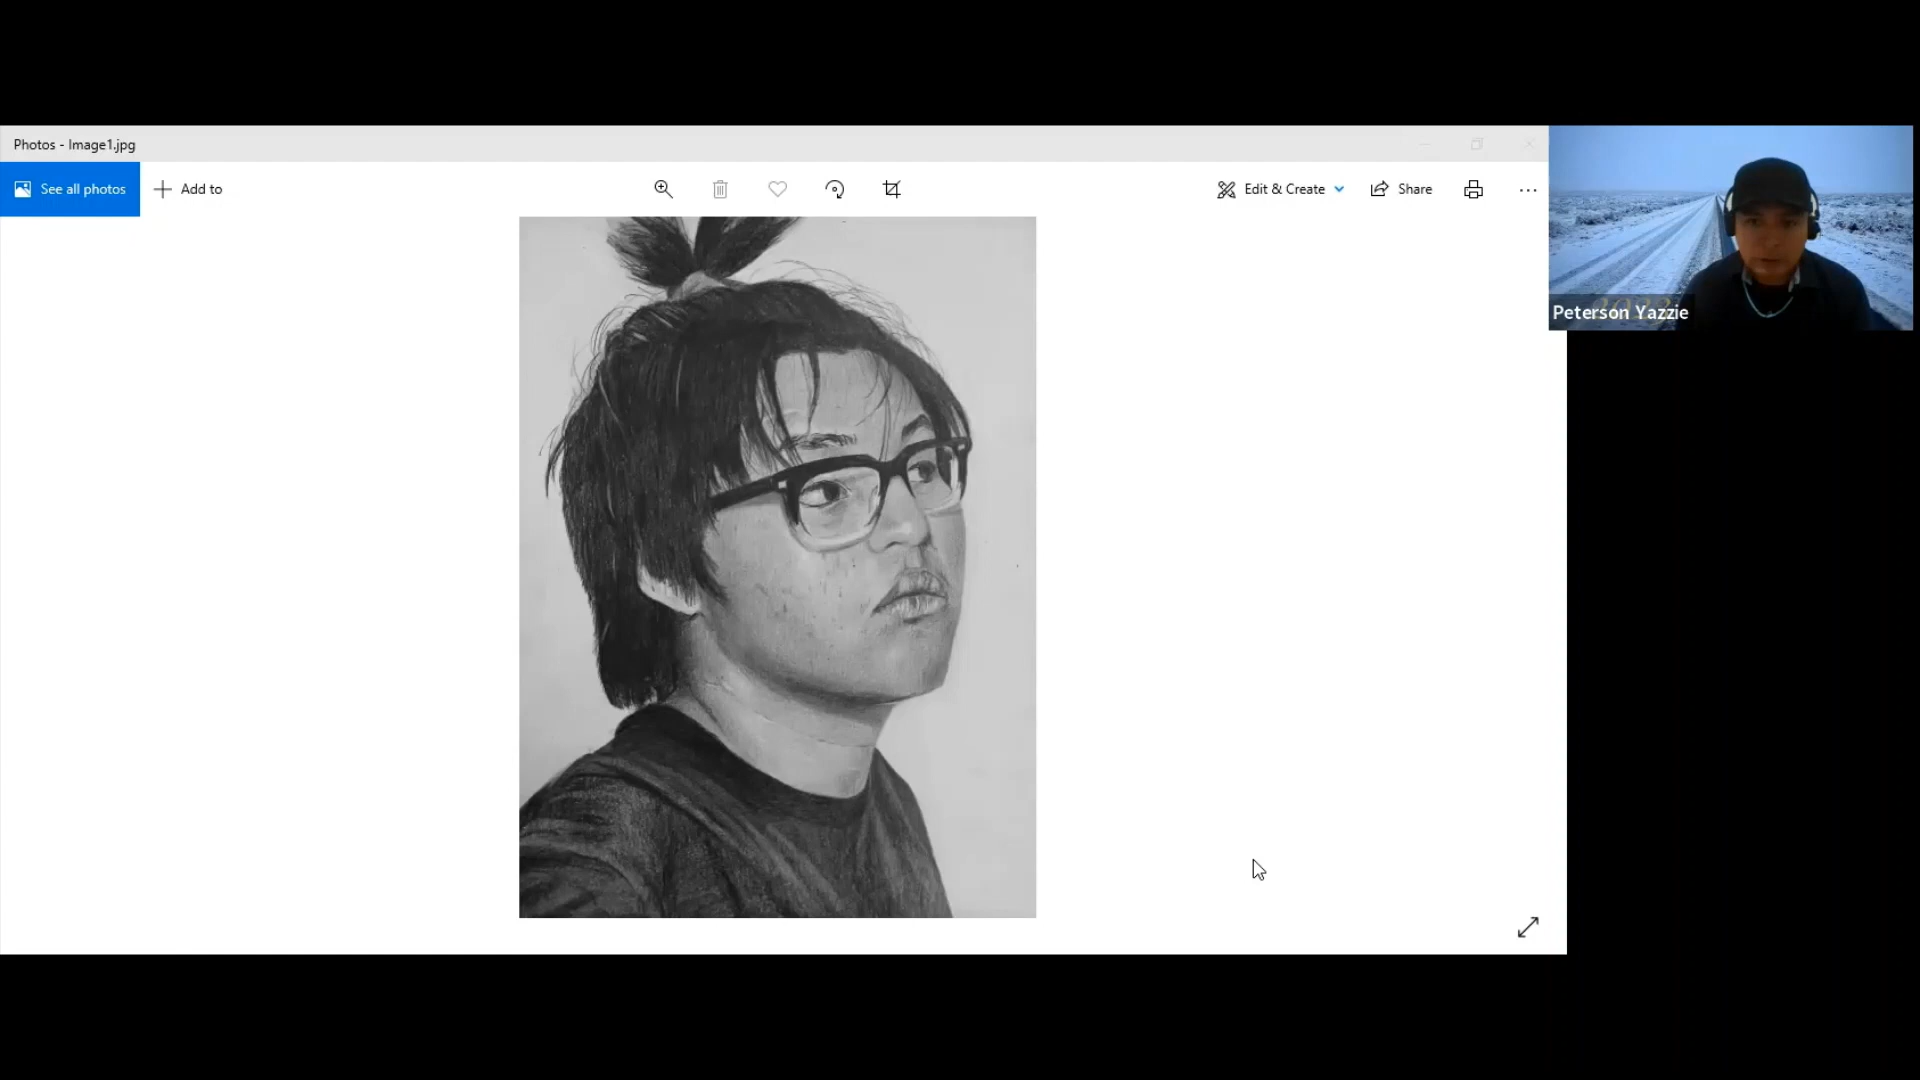 Photos - Image1.jpg
See all photos
Add to
Edit & Create
Share
Peterson Yazzie